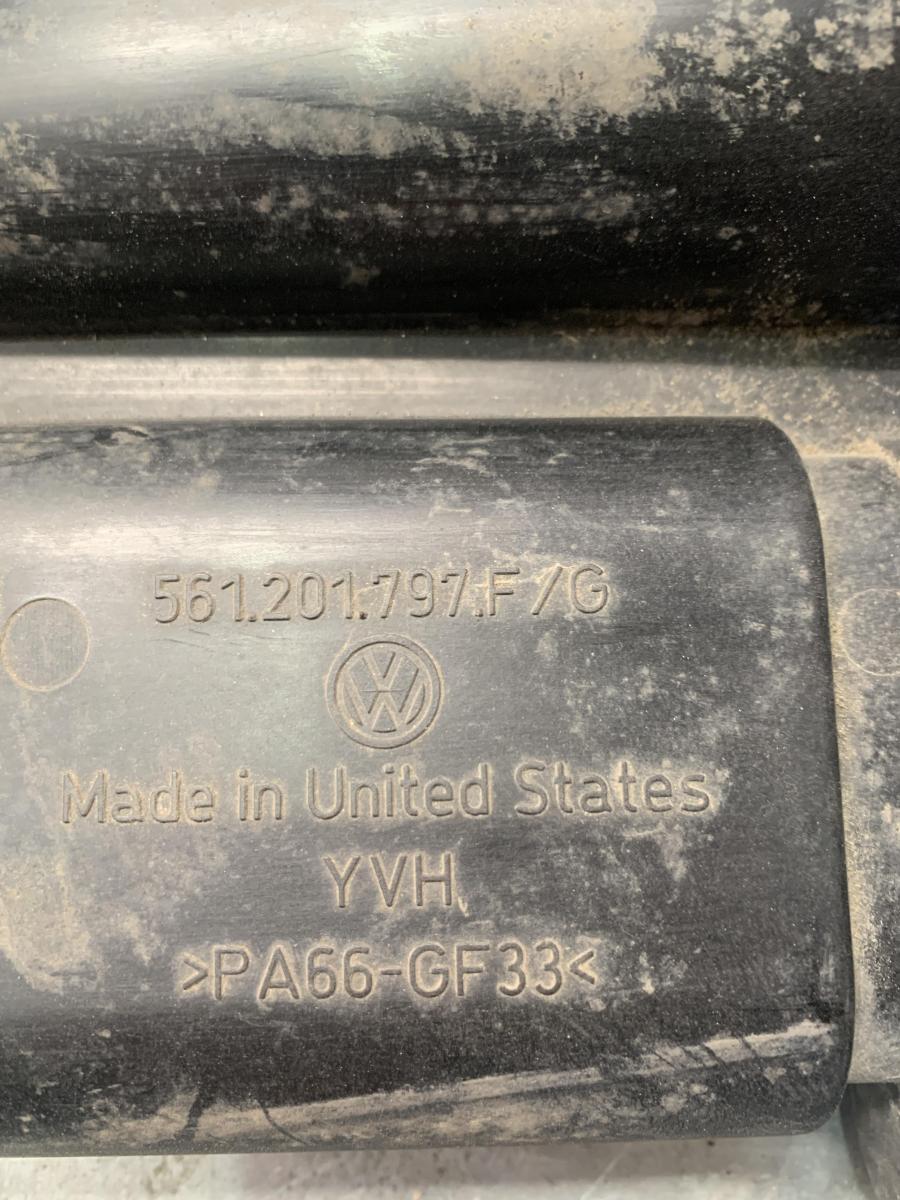 561.201.797.F/G
Made in United States
YVH
>PA66-GF33<